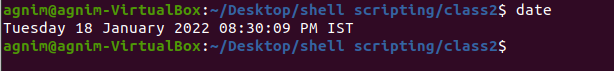 agnim@agnim-VirtualBox:~/Desktop/shell scripting/class2$ date
Tuesday 18 January 2022 08:30:09 PM IST
agnim@agnim-VirtualBox:~/Desktop/shell scripting/class2$